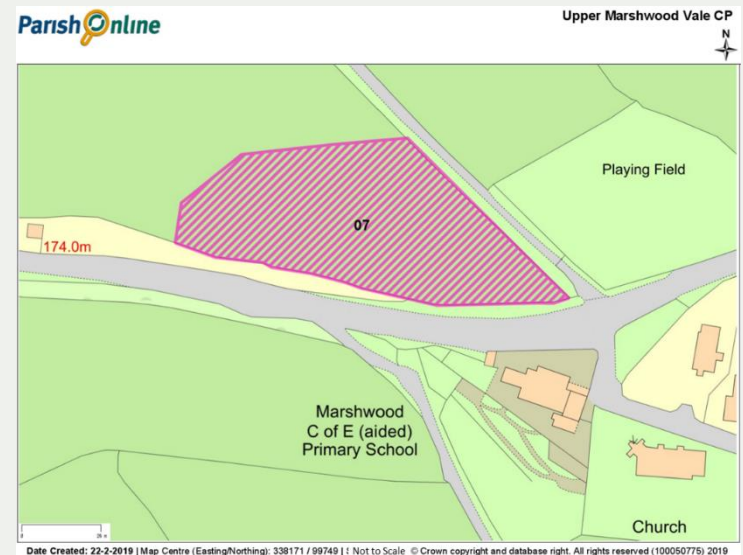 Parish Online
Upper Marshwood Vale CP
N
Playing Field
07
174.0m
Marshwood
C of E (aided)
Primary School
Church
Date Created: 22-2-2019 | Map Centre (Easting/Northing): 338171 / 99749 | Not to Scale © Crown copyright and database right. All rights reserved (100050775) 2019